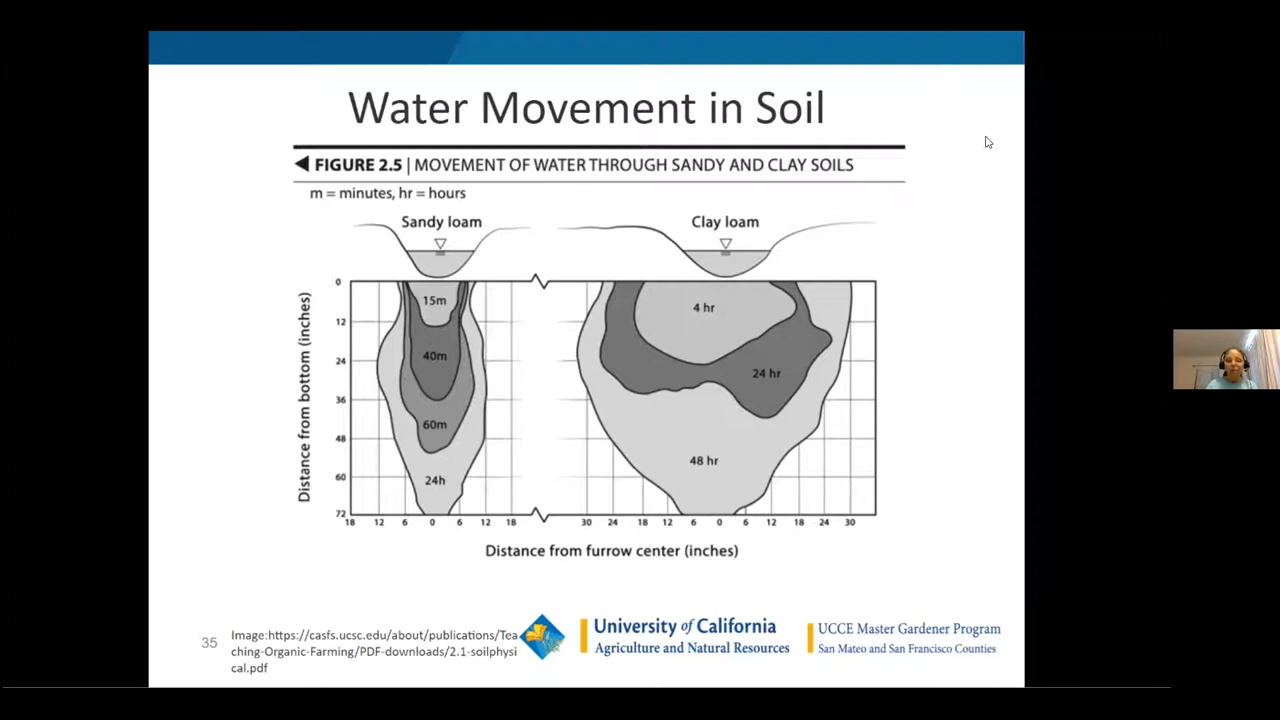 Water Movement in Soil
◀ FIGURE 2.5 | MOVEMENT OF WATER THROUGH SANDY AND CLAY SOILS
m = minutes, hr = hours
Sandy loam
Clay loam
Distance from bottom (inches)
0
12
24
36
48
60
72
15m
40m
60m
24h
4 hr
24 hr
48 hr
18 12 6 0 6 12 18
30 24 18 12 6 0 6 12 18 24 30
Distance from furrow center (inches)
35
Image:https://casfs.ucsc.edu/about/publications/Tea
ching-Organic-Farming/PDF-downloads/2.1-soilphysi
cal.pdf
University of California
Agriculture and Natural Resources
UCCE Master Gardener Program
San Mateo and San Francisco Counties